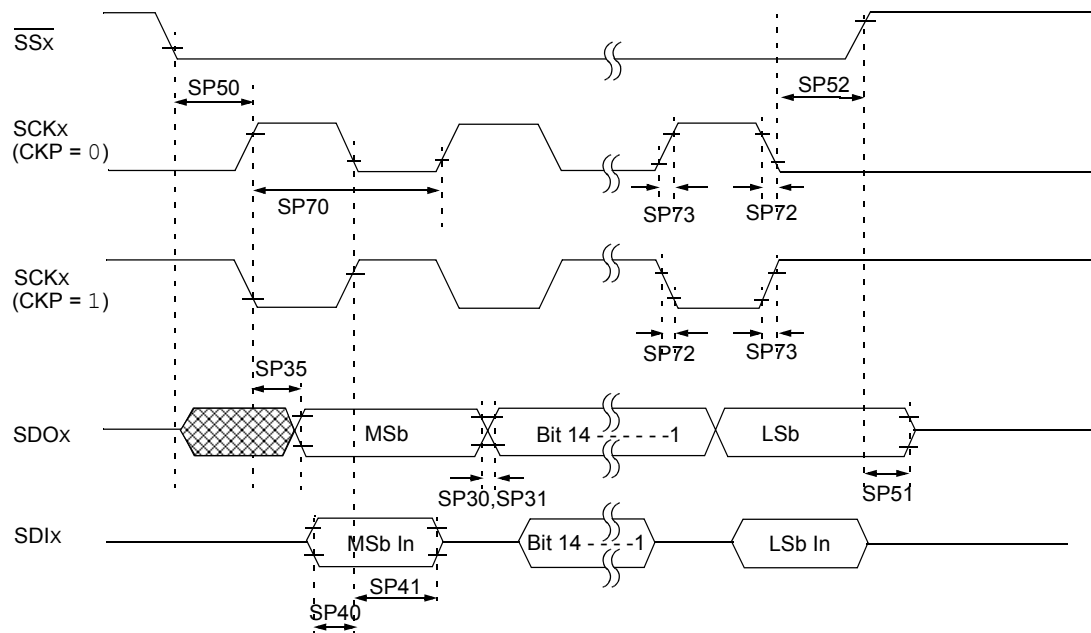 SSx
SP50
SP52
SCKx
(CKP = 0)
SP70
SP73
SP72
SCKx
(CKP = 1)
SP72
SP73
SP35
SDOx
MSb
Bit 14 - - - - - -1
LSb
SP30,SP31
SP51
SDIx
MSb In
Bit 14 - - - - -1
LSb In
SP41
SP40